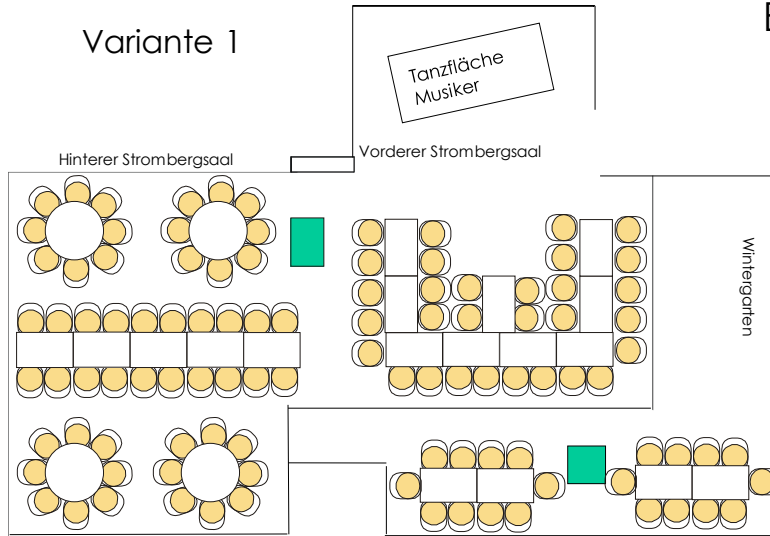 Variante 1
E
Tanzfläche
Musiker
Hinterer Strombergsaal
Vorderer Strombergsaal
Wintergarten